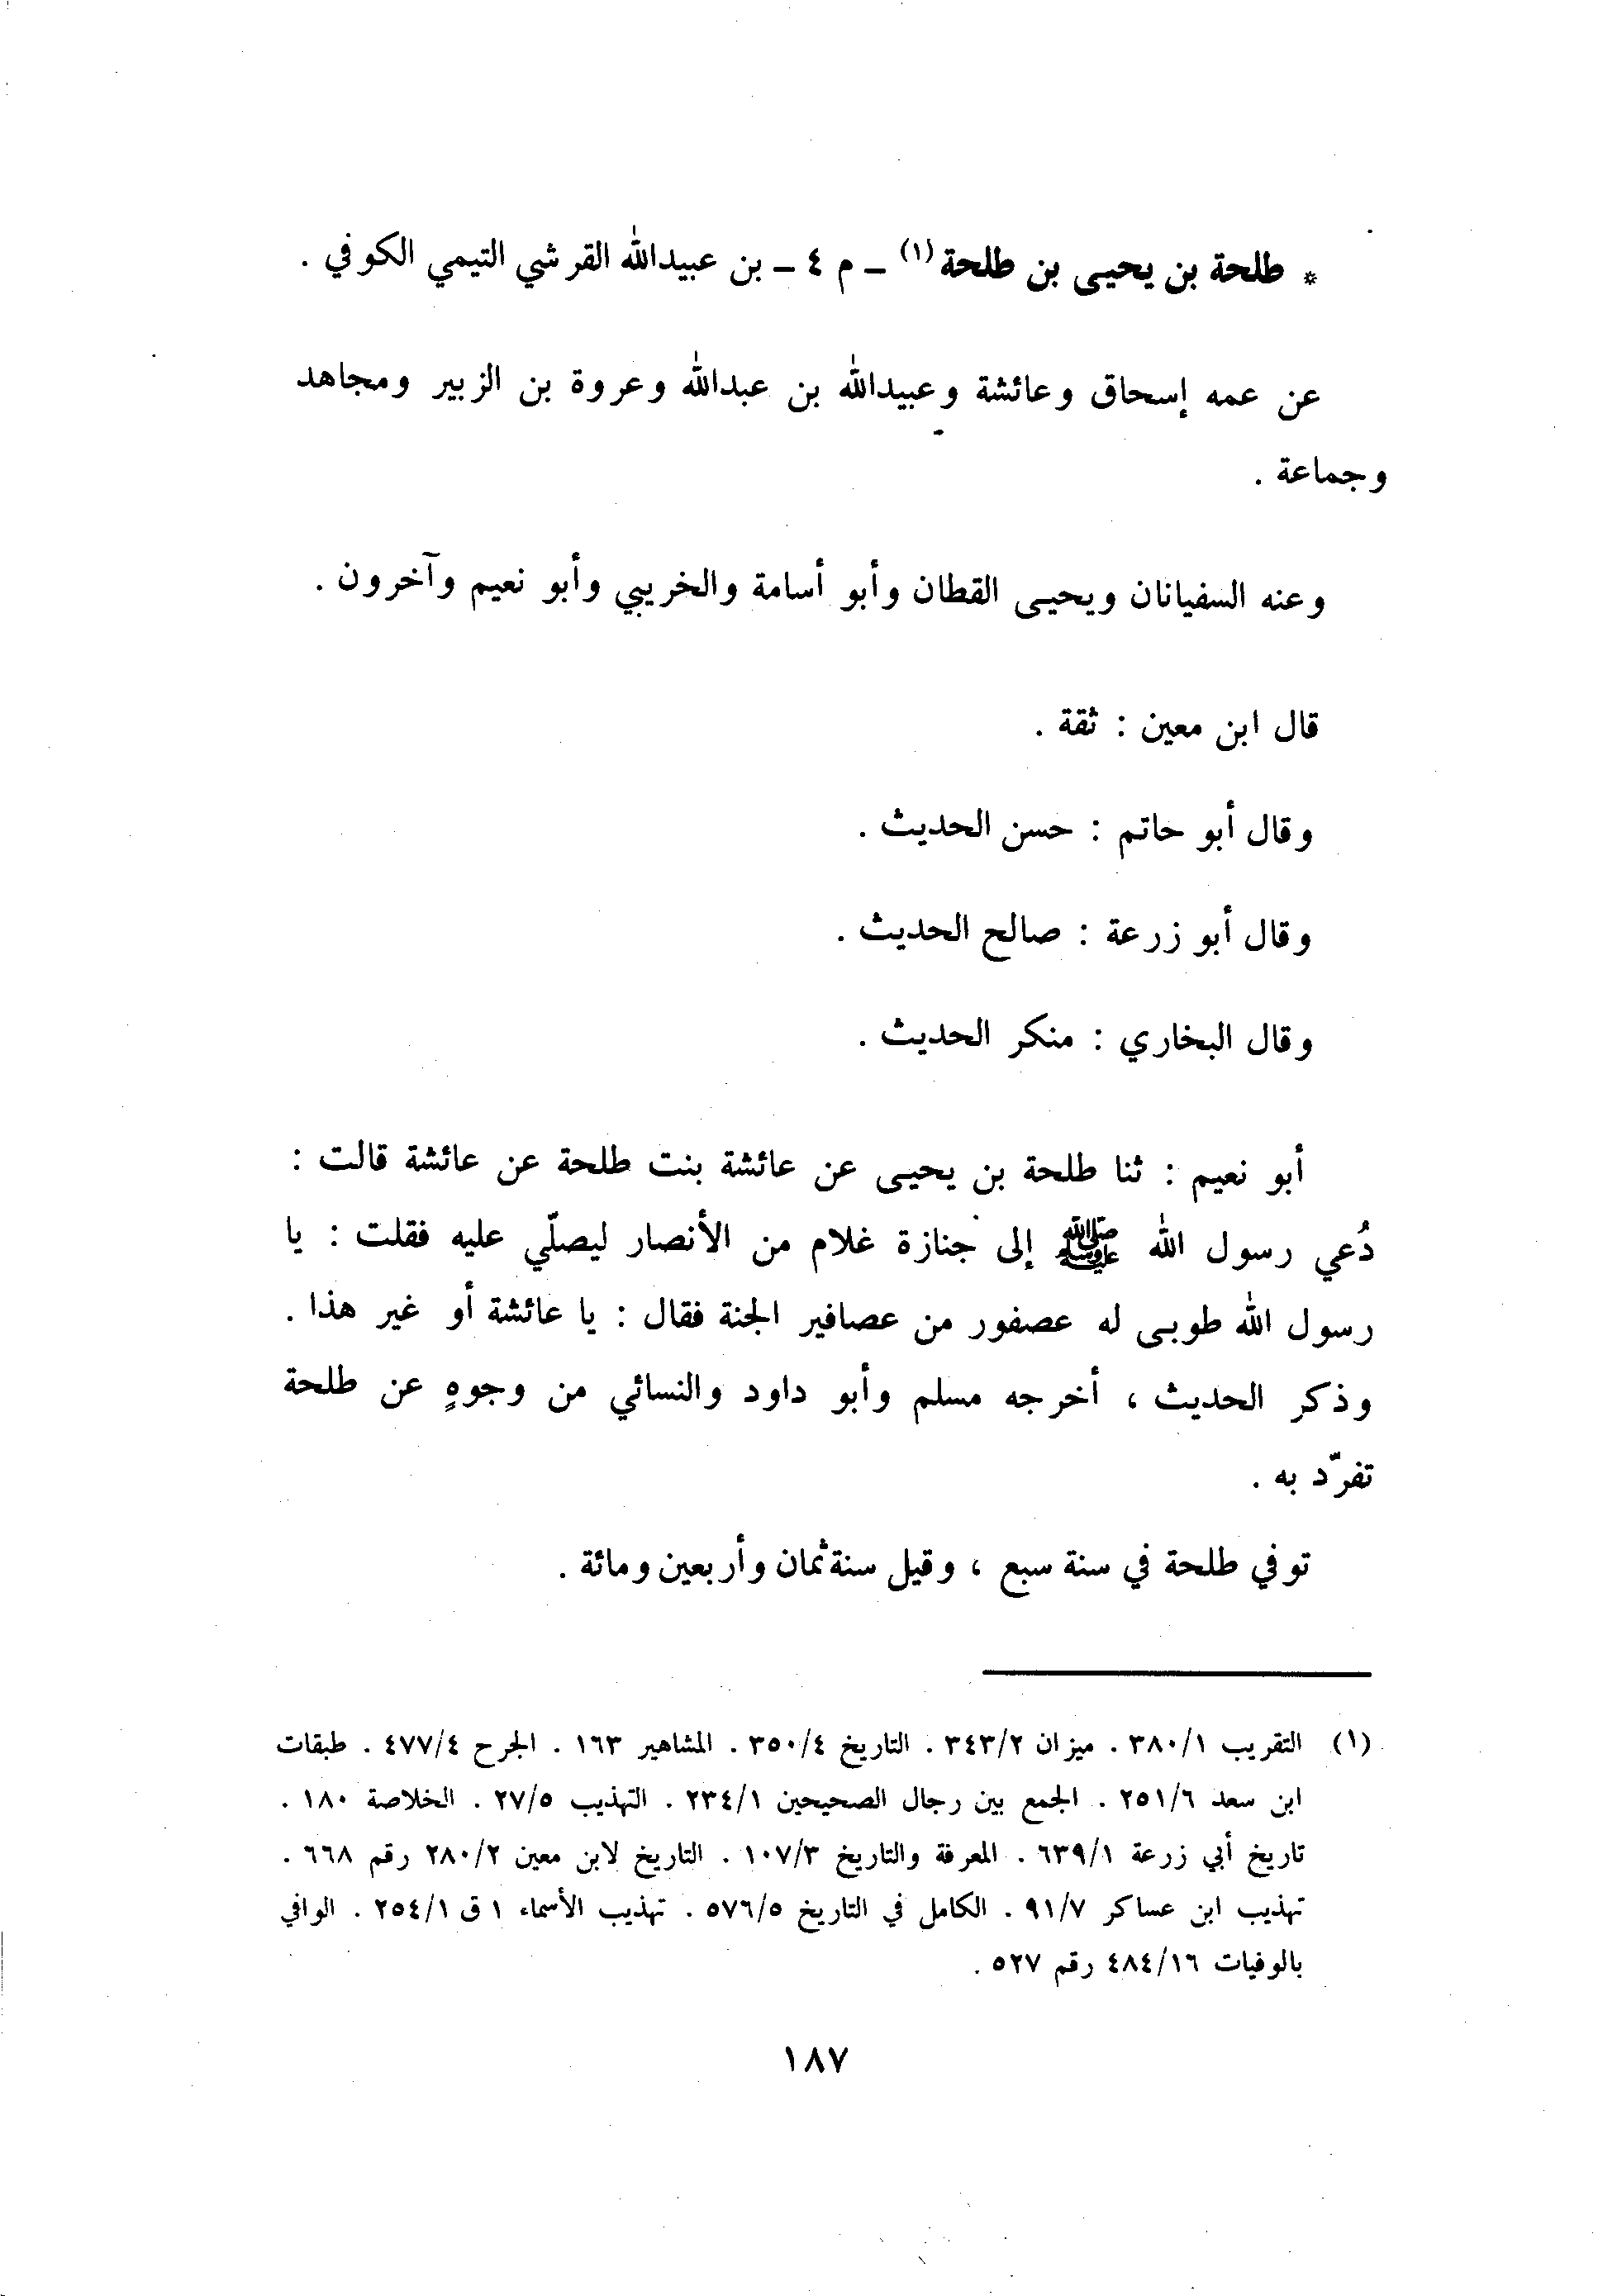 * طلحة بن يحيى بن طلحة (١) - م ٤ - بن عبيدالله القرشي التيمي الكوفي .
عن عمه إسحاق وعائشة وعبيدالله بن عبدالله وعروة بن الزبير ومجاهد
وجماعة .
وعنه السفيانان ويحيى القطان وأبو أسامة والخريبي وأبو نعيم وآخرون .
قال ابن معين : ثقة .
وقال أبو حاتم : حسن الحديث .
وقال أبو زرعة : صالح الحديث .
وقال البخاري : منكر الحديث .
أبو نعيم : ثنا طلحة بن يحيى عن عائشة بنت طلحة عن عائشة قالت :
دُعي رسول الله ﷺ إلى جنازة غلام من الأنصار ليصلّي عليه فقلت : يا
رسول الله طوبى له عصفور من عصافير الجنة فقال : يا عائشة أو غير هذا .
وذكر الحديث ، أخرجه مسلم وأبو داود والنسائي من وجوهٍ عن طلحة
تفرّد به .
توفي طلحة في سنة سبع ، وقيل سنة ثمان وأربعين ومائة .
(١) التقريب ٣٨٠/١ . ميزان ٣٤٣/٢ . التاريخ ٣٥٠/٤ . المشاهير ١٦٣ . الجرح ٤٧٧/٤ . طبقات
ابن سعد ٢٥١/٦ . الجمع بين رجال الصحيحين ٢٣٤/١ . التهذيب ٢٧/٥ . الخلاصة ١٨٠ .
تاريخ أبي زرعة ٦٣٩/١ . المعرفة والتاريخ ١٠٧/٣ . التاريخ لابن معين ٢٨٠/٢ رقم ٦٦٨ .
تهذيب ابن عساكر ٩١/٧ . الكامل في التاريخ ٥٧٦/٥ . تهذيب الأسماء ١ ق ٢٥٤/١ . الوافي
بالوفيات ٤٨٤/١٦ رقم ٥٢٧ .
١٨٧